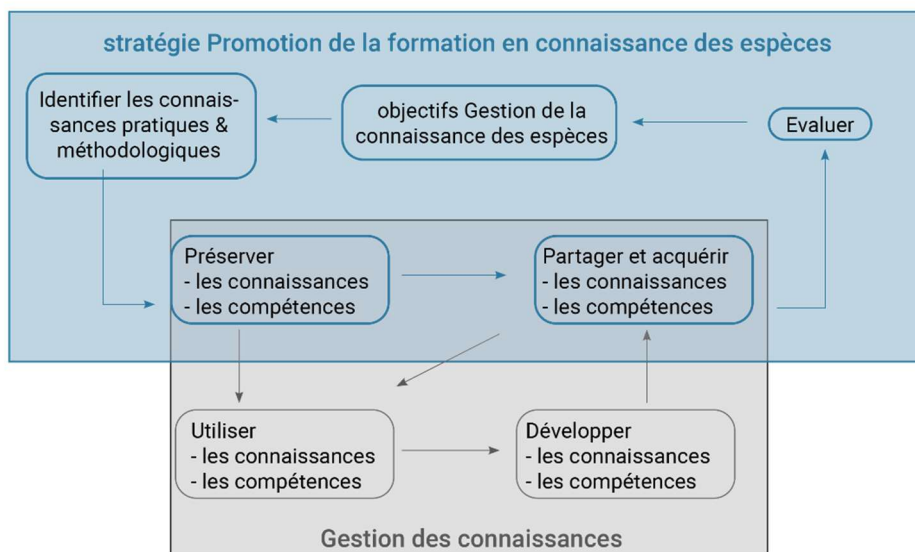 stratégie Promotion de la formation en connaissance des espèces
Identifier les connais-
sances pratiques &
méthodologiques
objectifs Gestion de la
connaissance des espèces
Evaluer
Préserver
- les connaissances
- les compétences
Partager et acquérir
- les connaissances
- les compétences
Utiliser
- les connaissances
- les compétences
Développer
- les connaissances
- les compétences
Gestion des connaissances